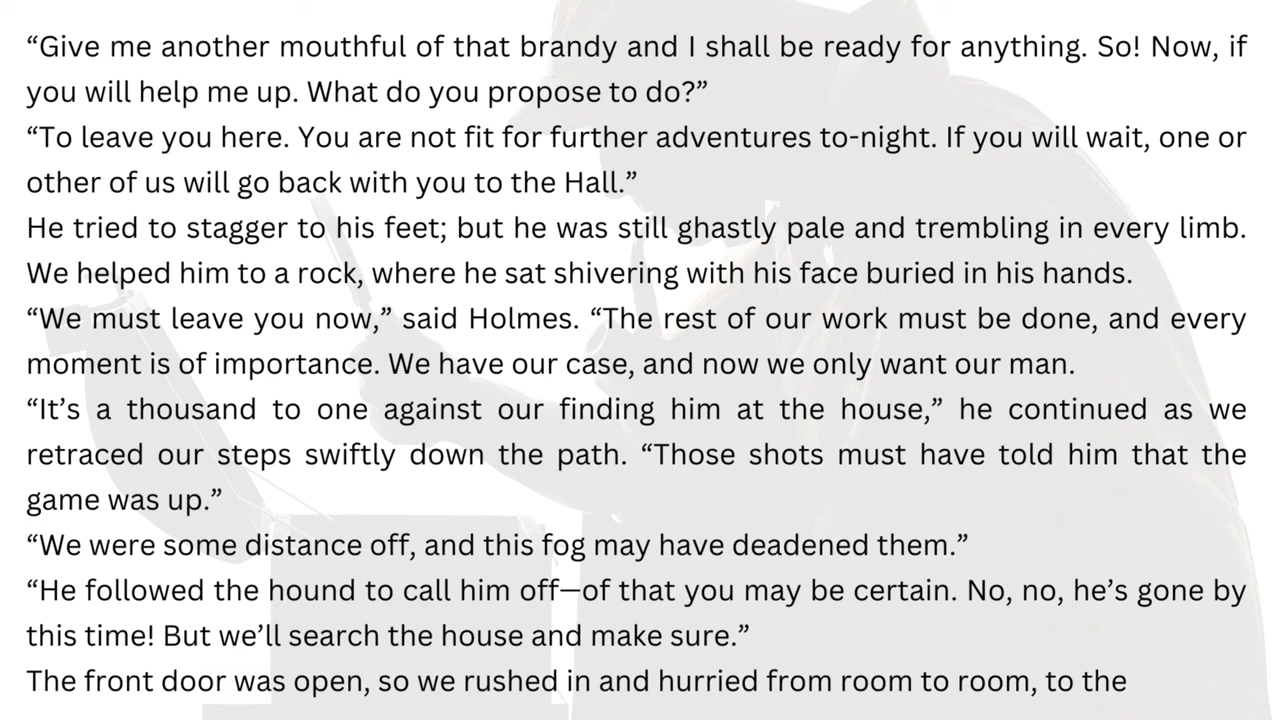 “Give me another mouthful of that brandy and I shall be ready for anything. So! Now, if
you will help me up. What do you propose to do?”
“To leave you here. You are not fit for further adventures to-night. If you will wait, one or
other of us will go back with you to the Hall.”
He tried to stagger to his feet; but he was still ghastly pale and trembling in every limb.
We helped him to a rock, where he sat shivering with his face buried in his hands.
“We must leave you now,” said Holmes. “The rest of our work must be done, and every
moment is of importance. We have our case, and now we only want our man.
“It’s a thousand to one against our finding him at the house,” he continued as we
retraced our steps swiftly down the path. “Those shots must have told him that the
game was up.”
“We were some distance off, and this fog may have deadened them.”
“He followed the hound to call him off—of that you may be certain. No, no, he’s gone by
this time! But we’ll search the house and make sure.”
The front door was open, so we rushed in and hurried from room to room, to the